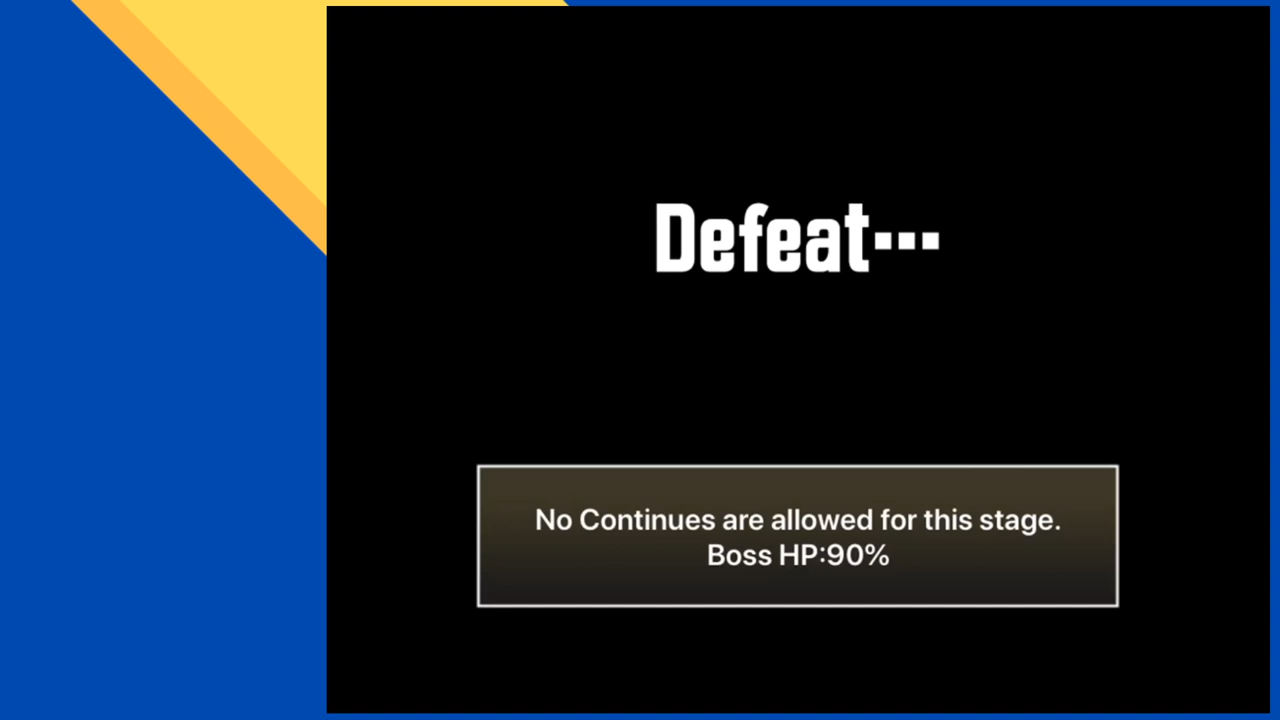 Defeat···
No Continues are allowed for this stage.
Boss HP:90%